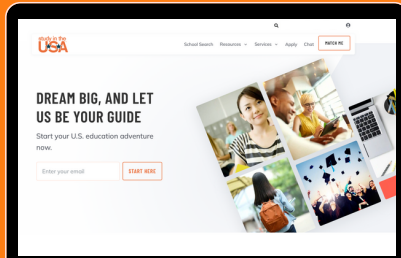 study in the
USA
School Search Resources Services Apply Chat MATCH ME
DREAM BIG, AND LET
US BE YOUR GUIDE
Start your U.S. education adventure
now.
Enter your email START HERE